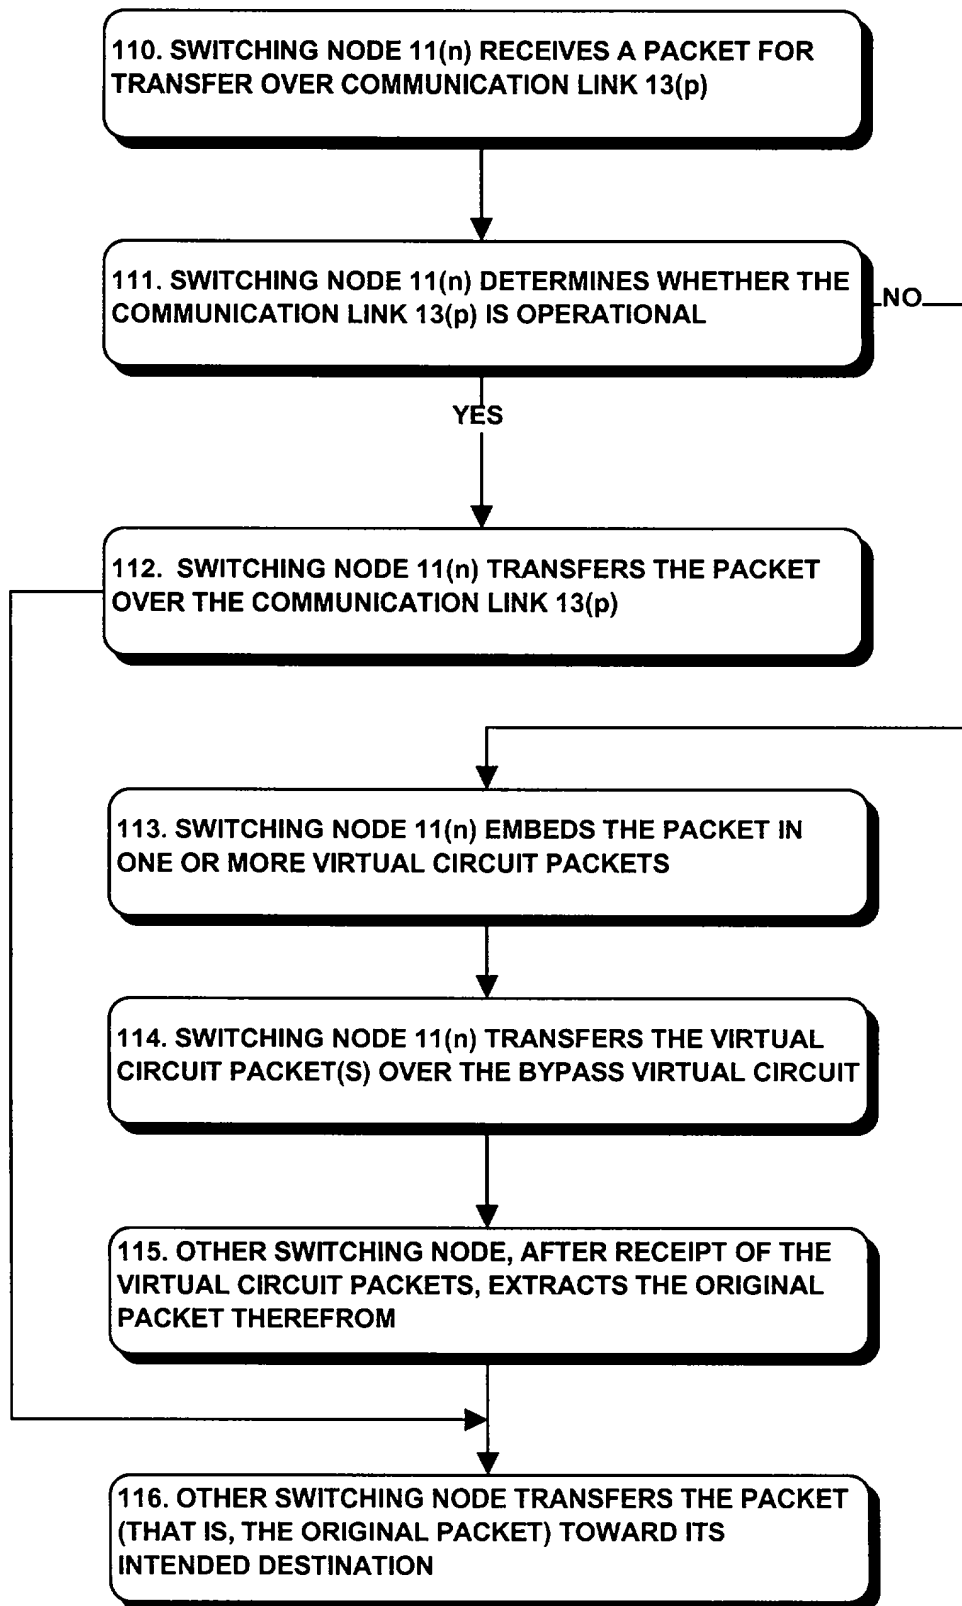 110. SWITCHING NODE 11(n) RECEIVES A PACKET FOR
TRANSFER OVER COMMUNICATION LINK 13(p)
111. SWITCHING NODE 11(n) DETERMINES WHETHER THE
COMMUNICATION LINK 13(p) IS OPERATIONAL
NO
YES
112. SWITCHING NODE 11(n) TRANSFERS THE PACKET
OVER THE COMMUNICATION LINK 13(p)
113. SWITCHING NODE 11(n) EMBEDS THE PACKET IN
ONE OR MORE VIRTUAL CIRCUIT PACKETS
114. SWITCHING NODE 11(n) TRANSFERS THE VIRTUAL
CIRCUIT PACKET(S) OVER THE BYPASS VIRTUAL CIRCUIT
115. OTHER SWITCHING NODE, AFTER RECEIPT OF THE
VIRTUAL CIRCUIT PACKETS, EXTRACTS THE ORIGINAL
PACKET THEREFROM
116. OTHER SWITCHING NODE TRANSFERS THE PACKET
(THAT IS, THE ORIGINAL PACKET) TOWARD ITS
INTENDED DESTINATION